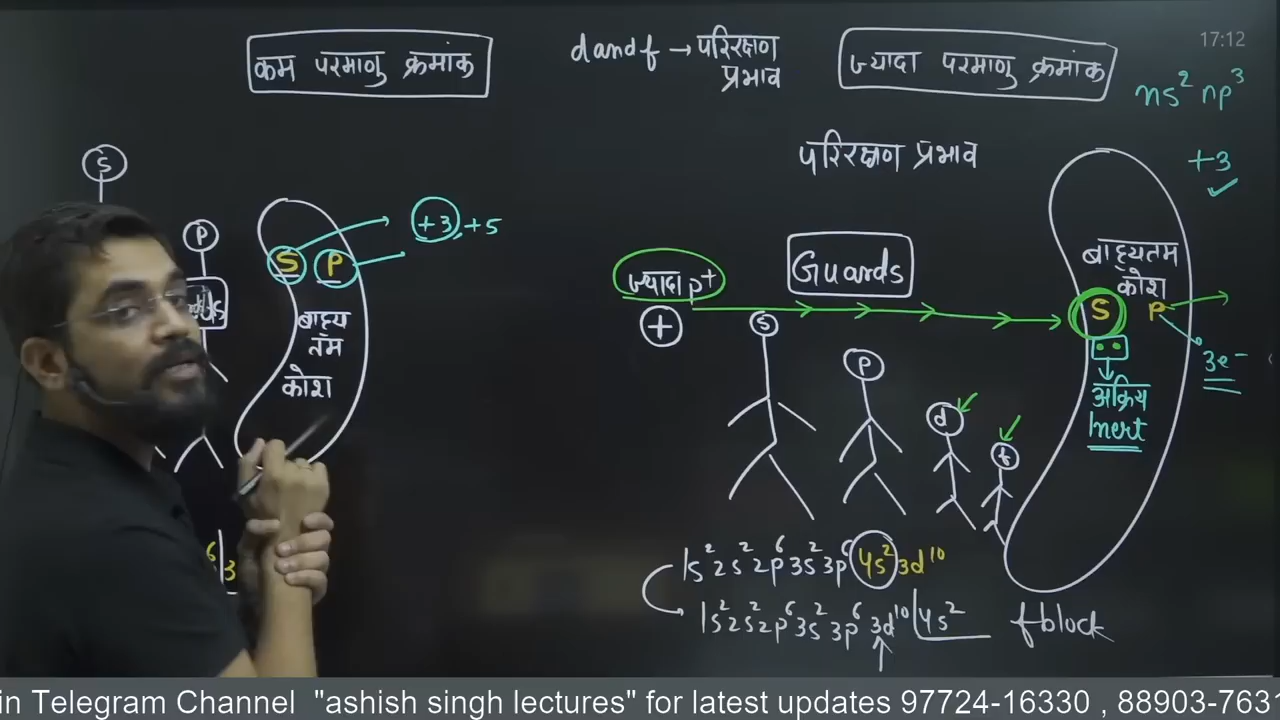 17:12
कम परमाणु क्रमांक
d and f → परिरक्षण
प्रभाव
ज्यादा परमाणु क्रमांक
ns² np³
+3 ✓
परिरक्षण प्रभाव
S
P
S P
+3, +5
बाह्य
तम
कोश
ज्यादा p⁺
+
Guards
S
P
d
f
बाह्यतम
कोश
S P
3e⁻
अक्रिय
Inert
1s² 2s² 2p⁶ 3s² 3p⁶ 4s² 3d¹⁰
1s² 2s² 2p⁶ 3s² 3p⁶ 3d¹⁰ 4s²
f block
in Telegram Channel "ashish singh lectures" for latest updates 97724-16330 , 88903-763